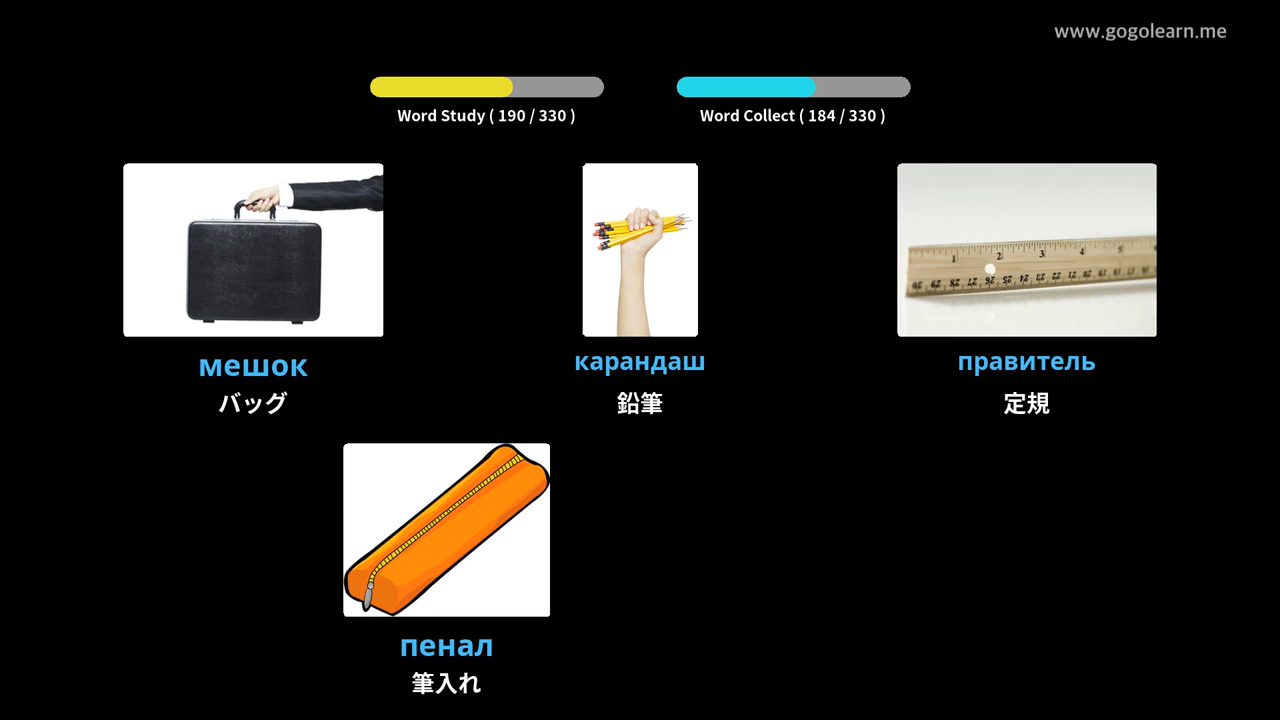 www.gogolearn.me
Word Study ( 190 / 330 )
Word Collect ( 184 / 330 )
мешок
バッグ
карандаш
鉛筆
правитель
定規
пенал
筆入れ